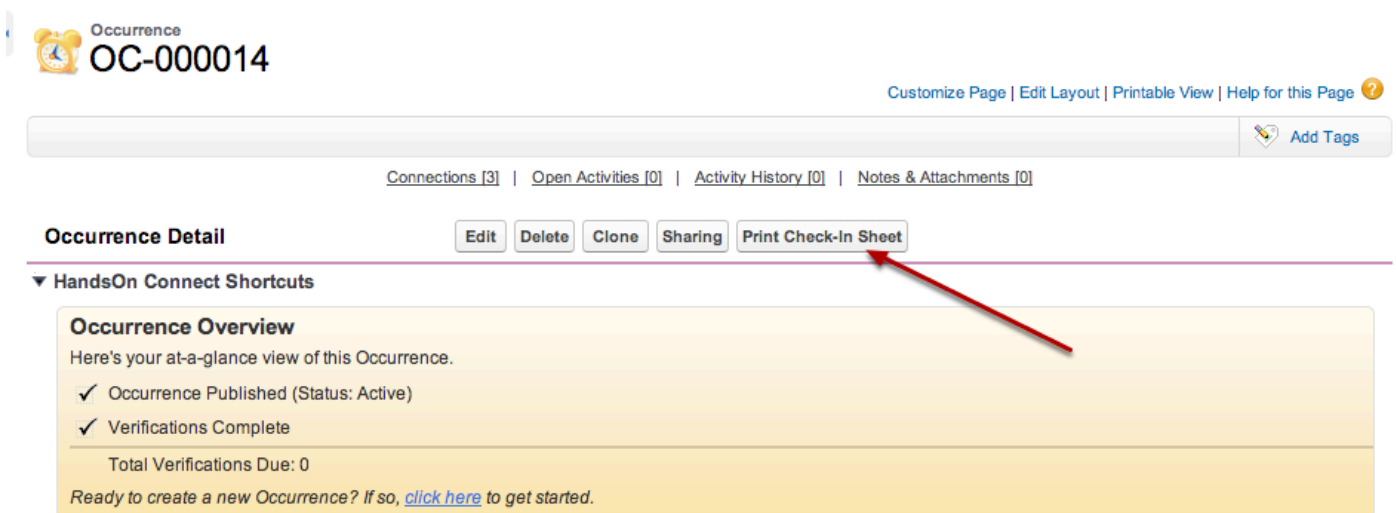 Occurrence
OC-000014
Customize Page | Edit Layout | Printable View | Help for this Page ?
Add Tags
Connections [3] | Open Activities [0] | Activity History [0] | Notes & Attachments [0]
Occurrence Detail Edit Delete Clone Sharing Print Check-In Sheet
HandsOn Connect Shortcuts
Occurrence Overview
Here's your at-a-glance view of this Occurrence.
Occurrence Published (Status: Active)
Verifications Complete
Total Verifications Due: 0
Ready to create a new Occurrence? If so, click here to get started.